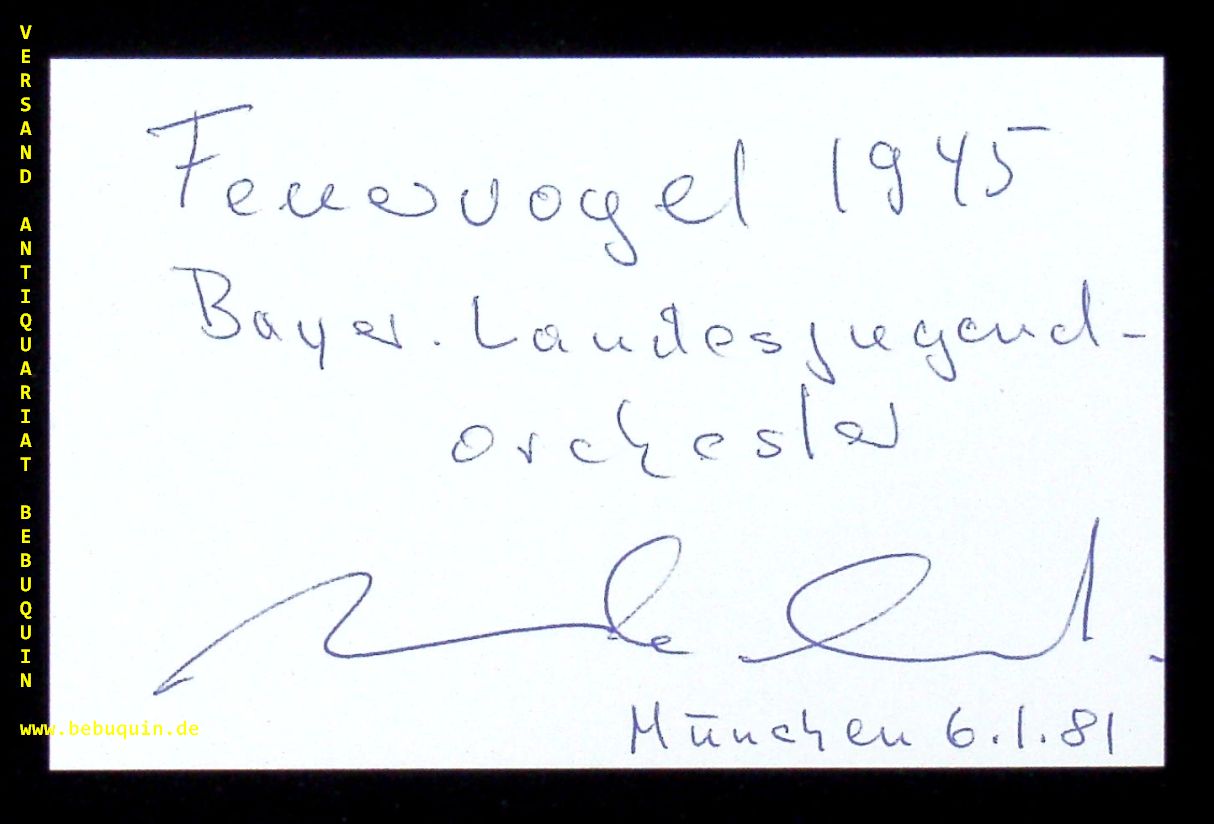 VERSAND ANTIQUARIAT BEBUQUIN
www.bebuquin.de
Feuervogel 1945
Bayer. Landesjugend-
orchester
München 6.1.81